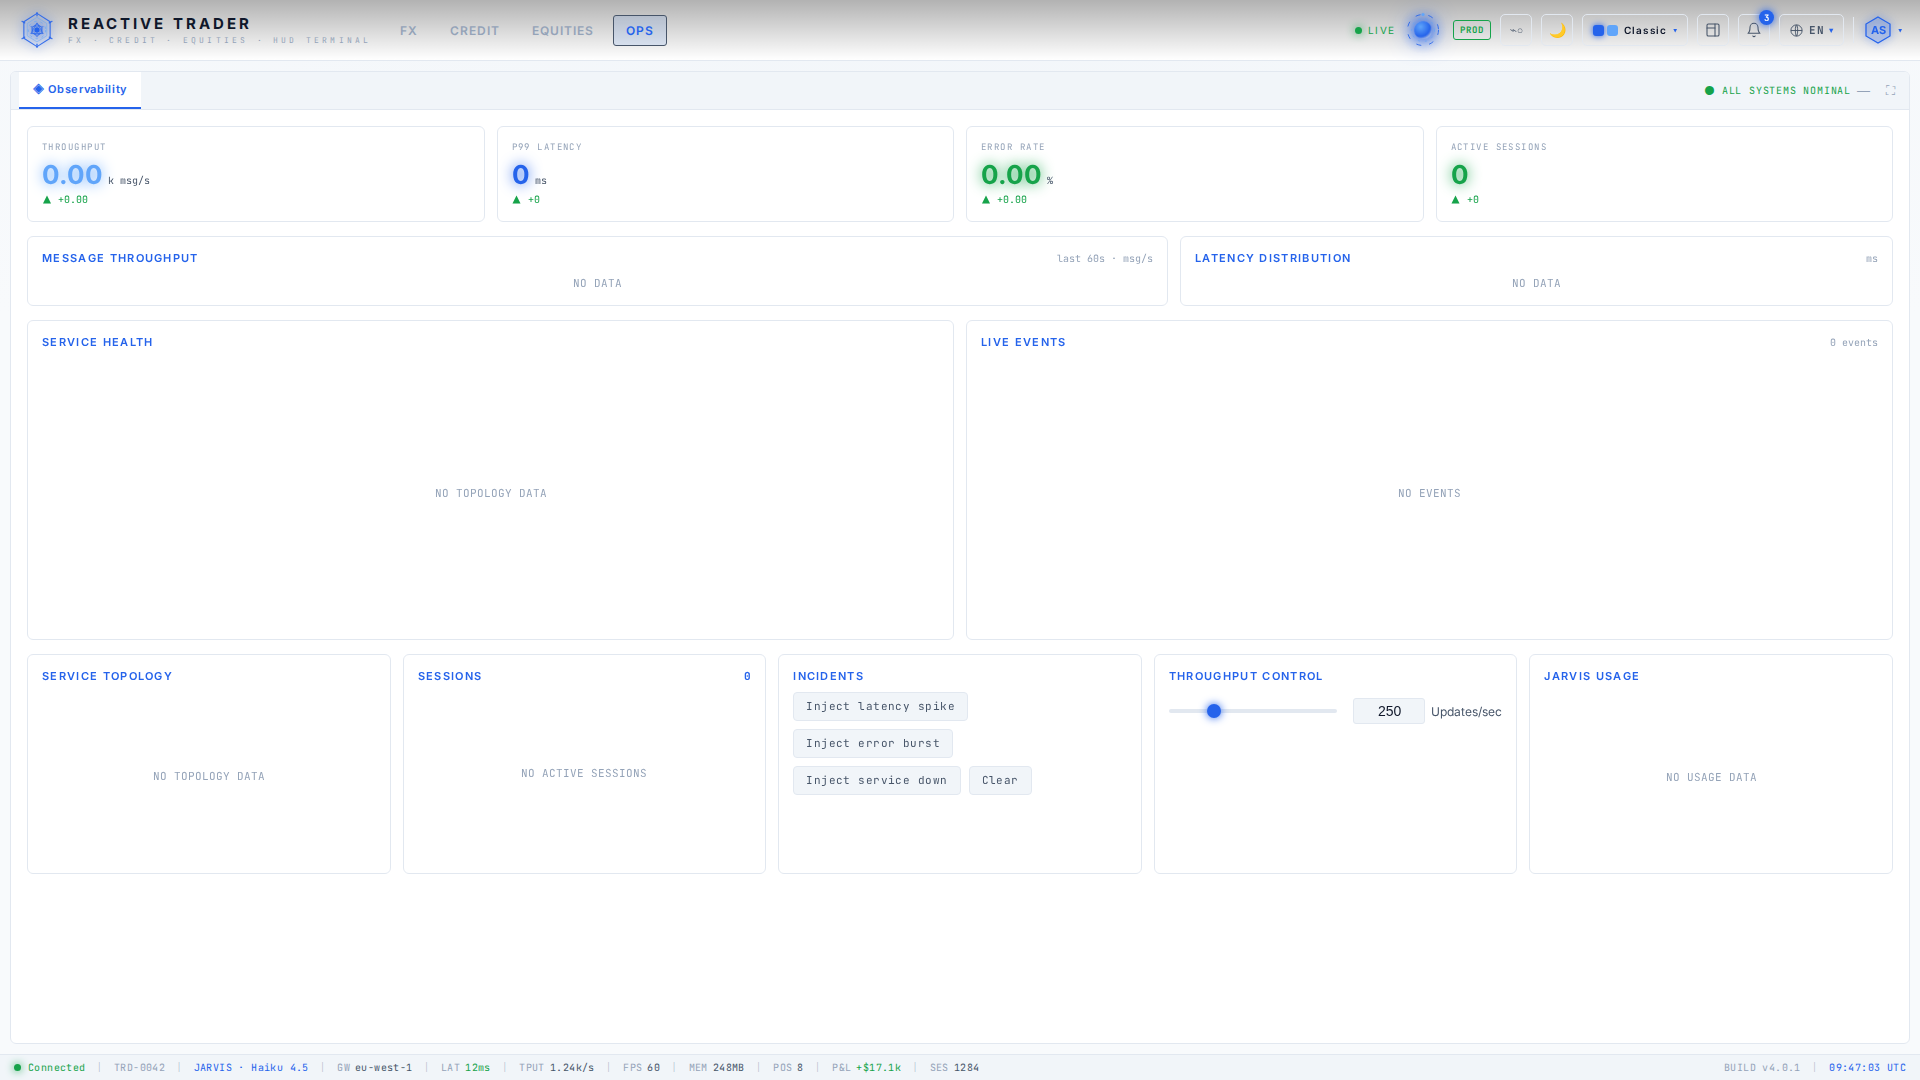 REACTIVE TRADER
FX · CREDIT · EQUITIES · HUD TERMINAL
FX CREDIT EQUITIES OPS
LIVE PROD Classic 3 EN AS
Observability
ALL SYSTEMS NOMINAL —
THROUGHPUT
0.00 k msg/s
▲ +0.00
P99 LATENCY
0 ms
▲ +0
ERROR RATE
0.00 %
▲ +0.00
ACTIVE SESSIONS
0
▲ +0
MESSAGE THROUGHPUT last 60s · msg/s
NO DATA
LATENCY DISTRIBUTION ms
NO DATA
SERVICE HEALTH
NO TOPOLOGY DATA
LIVE EVENTS 0 events
NO EVENTS
SERVICE TOPOLOGY
NO TOPOLOGY DATA
SESSIONS 0
NO ACTIVE SESSIONS
INCIDENTS
Inject latency spike
Inject error burst
Inject service down Clear
THROUGHPUT CONTROL
250 Updates/sec
JARVIS USAGE
NO USAGE DATA
Connected | TRD-0042 | JARVIS · Haiku 4.5 | GW eu-west-1 | LAT 12ms | TPUT 1.24k/s | FPS 60 | MEM 248MB | POS 8 | P&L +$17.1k | SES 1284
BUILD v4.0.1 | 09:47:03 UTC